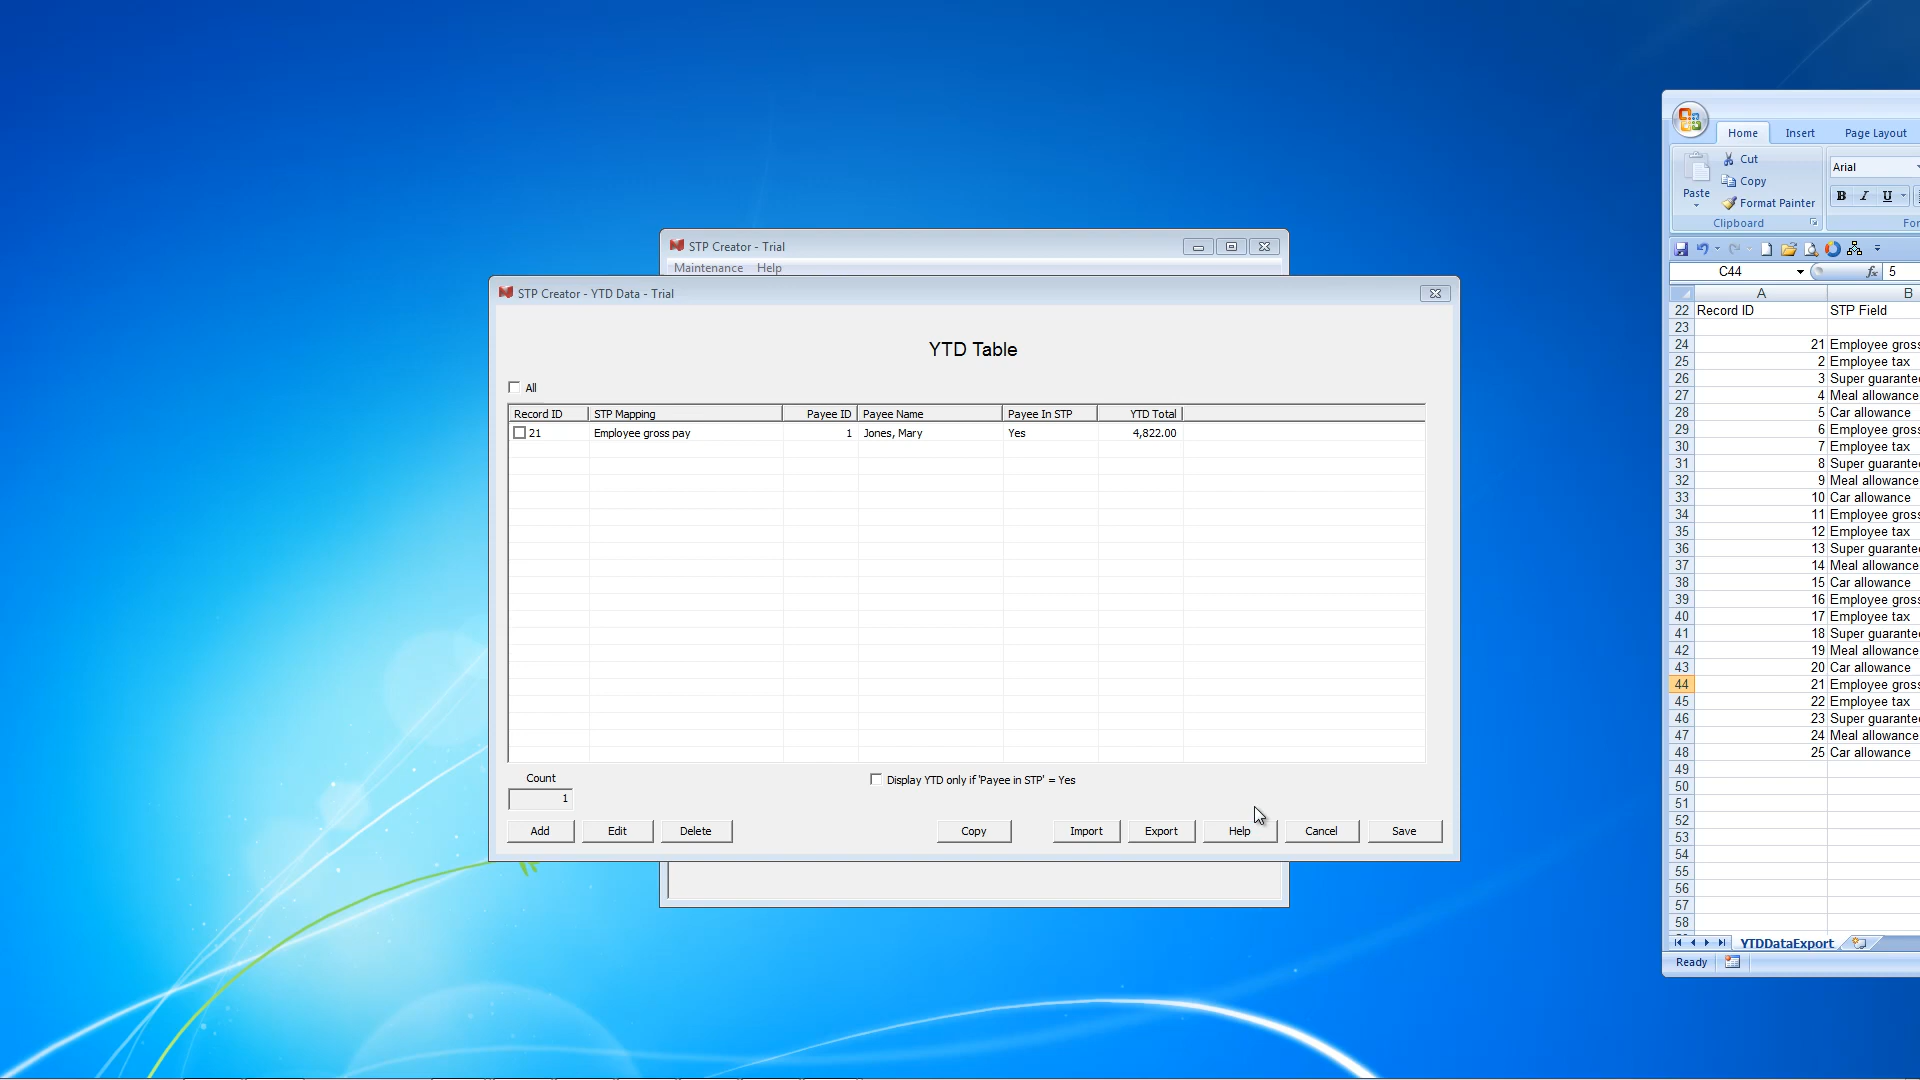 STP Creator - Trial
Maintenance Help
STP Creator - YTD Data - Trial
YTD Table
All
Record ID STP Mapping Payee ID Payee Name Payee In STP YTD Total
21 Employee gross pay 1 Jones, Mary Yes 4,822.00
Count
1
Display YTD only if 'Payee in STP' = Yes
Add Edit Delete Copy Import Export Help Cancel Save
Home Insert Page Layout
Paste
Cut
Copy
Format Painter
Clipboard
Arial
B I U
C44 fx 5
A B
22 Record ID STP Field
23
24 21 Employee gross
25 2 Employee tax
26 3 Super guarantee
27 4 Meal allowance
28 5 Car allowance
29 6 Employee gross
30 7 Employee tax
31 8 Super guarantee
32 9 Meal allowance
33 10 Car allowance
34 11 Employee gross
35 12 Employee tax
36 13 Super guarantee
37 14 Meal allowance
38 15 Car allowance
39 16 Employee gross
40 17 Employee tax
41 18 Super guarantee
42 19 Meal allowance
43 20 Car allowance
44 21 Employee gross
45 22 Employee tax
46 23 Super guarantee
47 24 Meal allowance
48 25 Car allowance
49
50
51
52
53
54
55
56
57
58
YTDDataExport
Ready